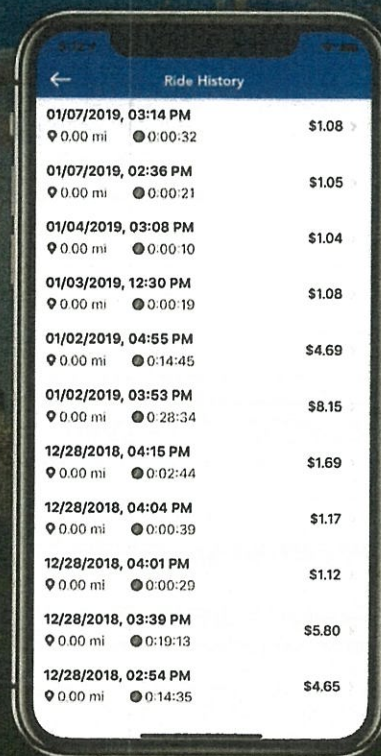 Ride History
01/07/2019, 03:14 PM
0.00 mi 0:00:32
$1.08
01/07/2019, 02:36 PM
0.00 mi 0:00:21
$1.05
01/04/2019, 03:08 PM
0.00 mi 0:00:10
$1.04
01/03/2019, 12:30 PM
0.00 mi 0:00:19
$1.08
01/02/2019, 04:55 PM
0.00 mi 0:14:45
$4.69
01/02/2019, 03:53 PM
0.00 mi 0:28:34
$8.15
12/28/2018, 04:15 PM
0.00 mi 0:02:44
$1.69
12/28/2018, 04:04 PM
0.00 mi 0:00:39
$1.17
12/28/2018, 04:01 PM
0.00 mi 0:00:29
$1.12
12/28/2018, 03:39 PM
0.00 mi 0:19:13
$5.80
12/28/2018, 02:54 PM
0.00 mi 0:14:35
$4.65